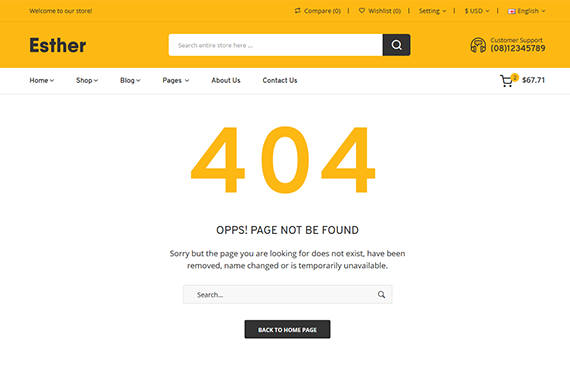 Welcome to our store!
Compare (0) | Wishlist (0) | Setting | $ USD | English
Esther
Search entire store here ...
Customer Support
(08)12345789
Home Shop Blog Pages About Us Contact Us
2 $67.71
404
OPPS! PAGE NOT BE FOUND
Sorry but the page you are looking for does not exist, have been
removed, name changed or is temporarily unavailable.
Search...
BACK TO HOME PAGE